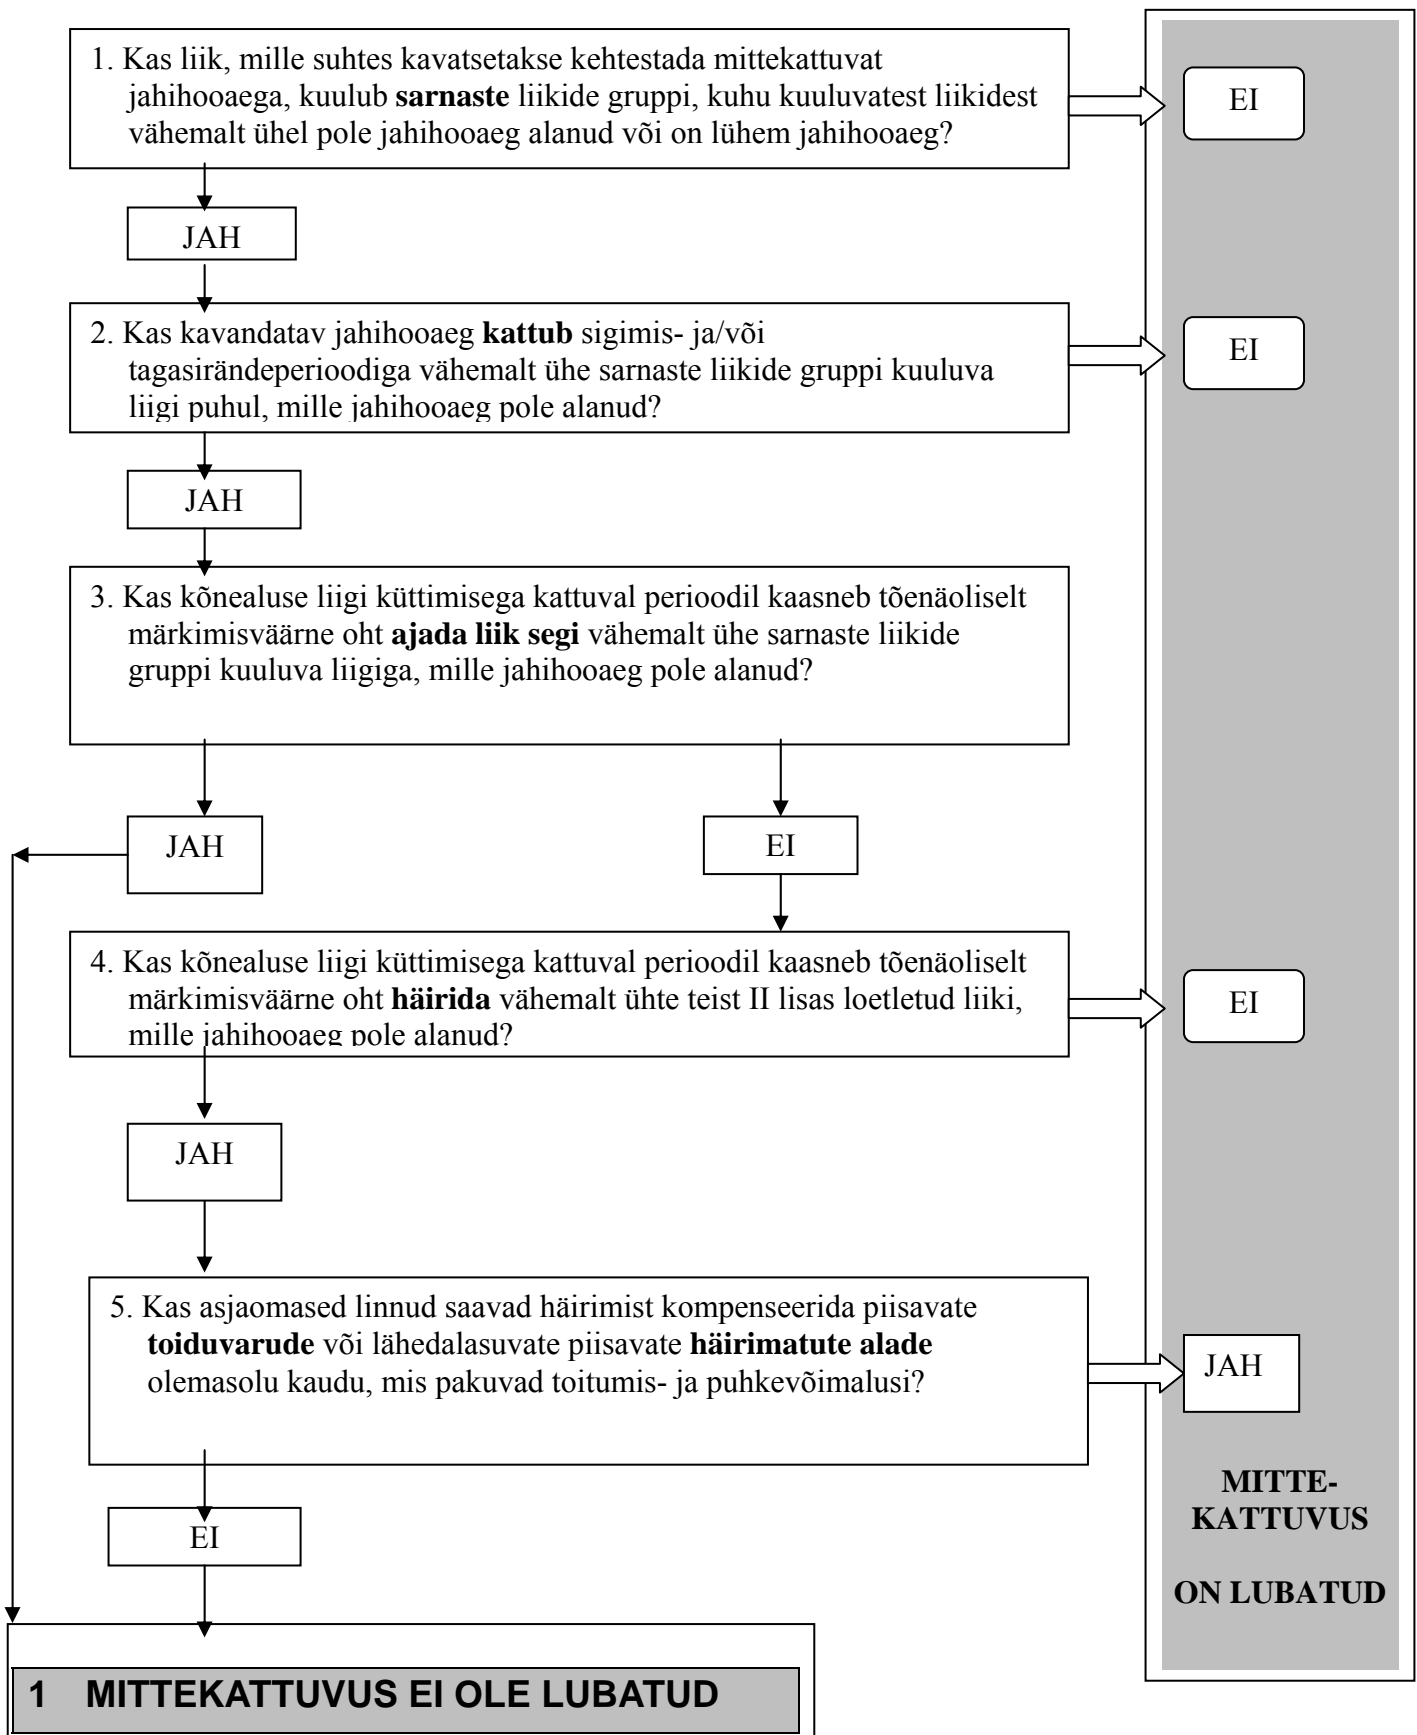 1. Kas liik, mille suhtes kavatsetakse kehtestada mittekattuvat
jahihooaega, kuulub sarnaste liikide gruppi, kuhu kuuluvatest liikidest
vähemalt ühel pole jahihooaeg alanud või on lühem jahihooaeg?
EI
JAH
2. Kas kavandatav jahihooaeg kattub sigimis- ja/või
tagasirändeperioodiga vähemalt ühe sarnaste liikide gruppi kuuluva
liigi puhul, mille jahihooaeg pole alanud?
EI
JAH
3. Kas kõnealuse liigi küttimisega kattuval perioodil kaasneb tõenäoliselt
märkimisväärne oht ajada liik segi vähemalt ühe sarnaste liikide
gruppi kuuluva liigiga, mille jahihooaeg pole alanud?
JAH
EI
4. Kas kõnealuse liigi küttimisega kattuval perioodil kaasneb tõenäoliselt
märkimisväärne oht häirida vähemalt ühte teist II lisas loetletud liiki,
mille jahihooaeg pole alanud?
EI
JAH
5. Kas asjaomased linnud saavad häirimist kompenseerida piisavate
toiduvarude või lähedalasuvate piisavate häirimatute alade
olemasolu kaudu, mis pakuvad toitumis- ja puhkevõimalusi?
JAH
MITTE-
KATTUVUS
ON LUBATUD
EI
1 MITTEKATTUVUS EI OLE LUBATUD